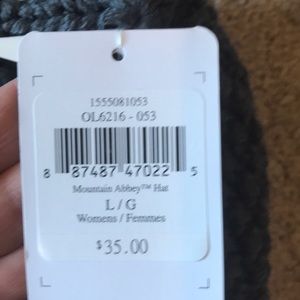 1555081053
OL6216 - 053
8 87487 47022 5
Mountain Abbey™ Hat
L / G
Womens / Femmes
$35.00